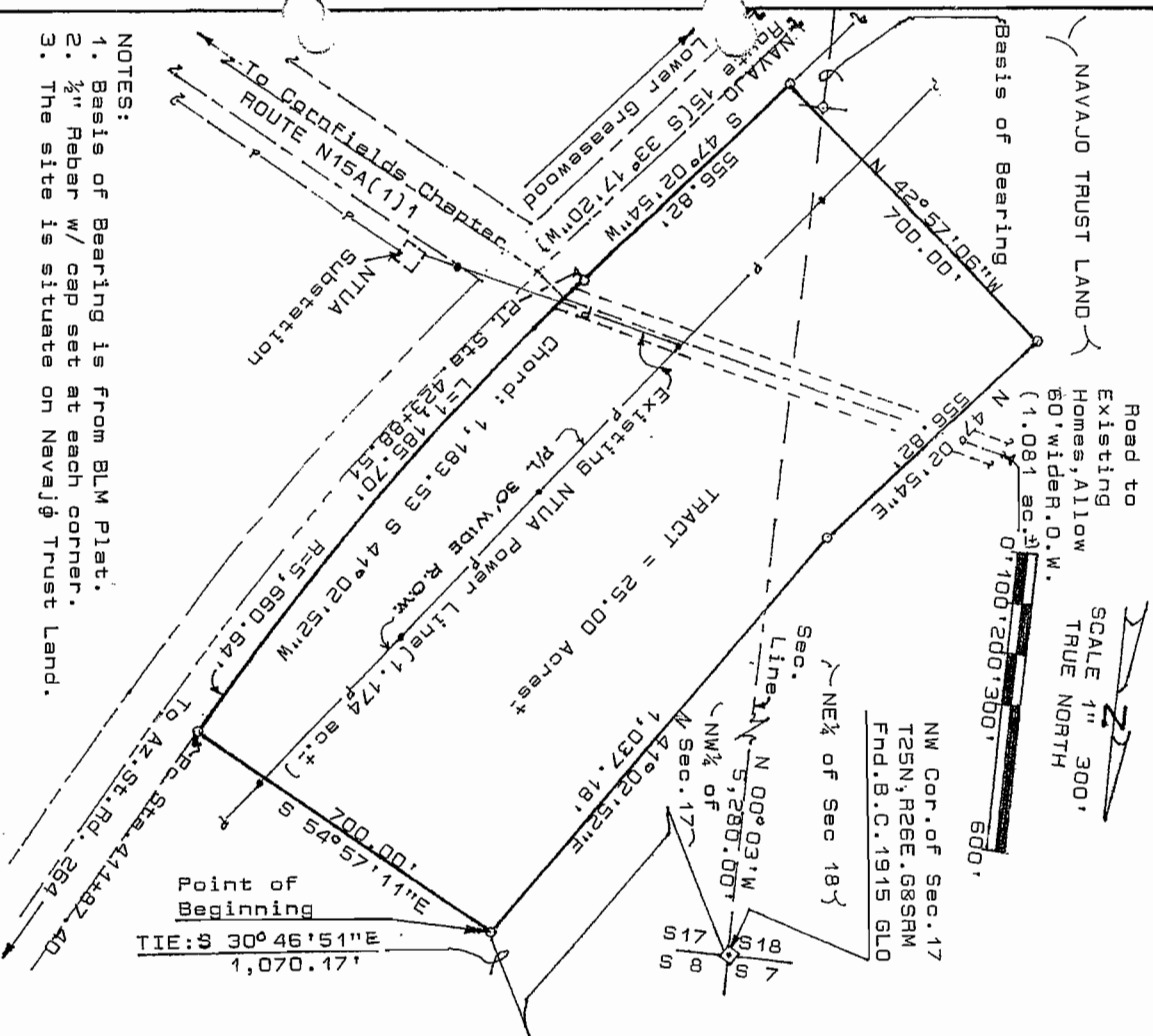 NAVAJO TRUST LAND
Basis of Bearing
Road to
Existing
Homes, Allow
60' wide R.O.W.
(1.081 ac.±)
SCALE 1" 300'
TRUE NORTH
0' 100' 200' 300' 600'
NW Cor. of Sec. 17
T25N, R26E. G&SRM
Fnd. B.C. 1915 GLO
NE¼ of Sec 18
Sec.
Line
N 00° 03' W
5,280.00'
NW¼ of
Sec. 17
S17 S18
S 8 S 7
N 42° 57' 06" W
700.00'
N 47° 02' 54" E
556.82'
N 41° 02' 52" E
1,037.18'
TRACT = 25.00 Acres±
NAVAJO
Route 15 (S 33° 17' 20" W)
S 47° 02' 54" W
556.82'
Lower Greasewood
To Cornfields Chapter
ROUTE N15A(1)1
NTUA
Substation
Existing NTUA Power Line (1.174 ac.±)
P/L 30' WIDE R.O.W.
Chord: 1,183.53 S 41° 02' 52" W
P.T. Sta. 423+88.51
L=1,185.70'
R=5,660.64'
BC Sta. 411+87.40
To Az. St. Rd. 264
700.00'
S 54° 57' 11" E
Point of
Beginning
TIE: S 30° 46' 51" E
1,070.17'
NOTES:
1. Basis of Bearing is from BLM Plat.
2. ½" Rebar w/ cap set at each corner.
3. The site is situate on Navajo Trust Land.